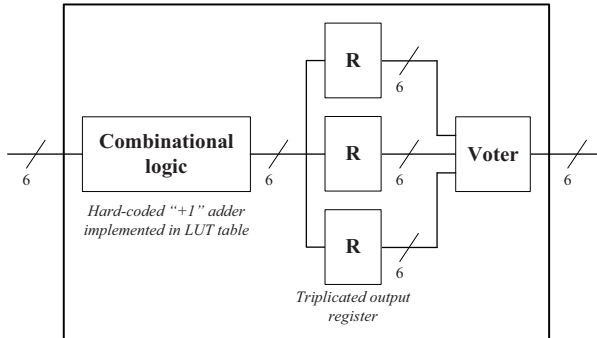 R
6
6
Combinational
logic
6
R
6
Voter
6
Hard-coded “+1” adder
implemented in LUT table
R
6
Triplicated output
register